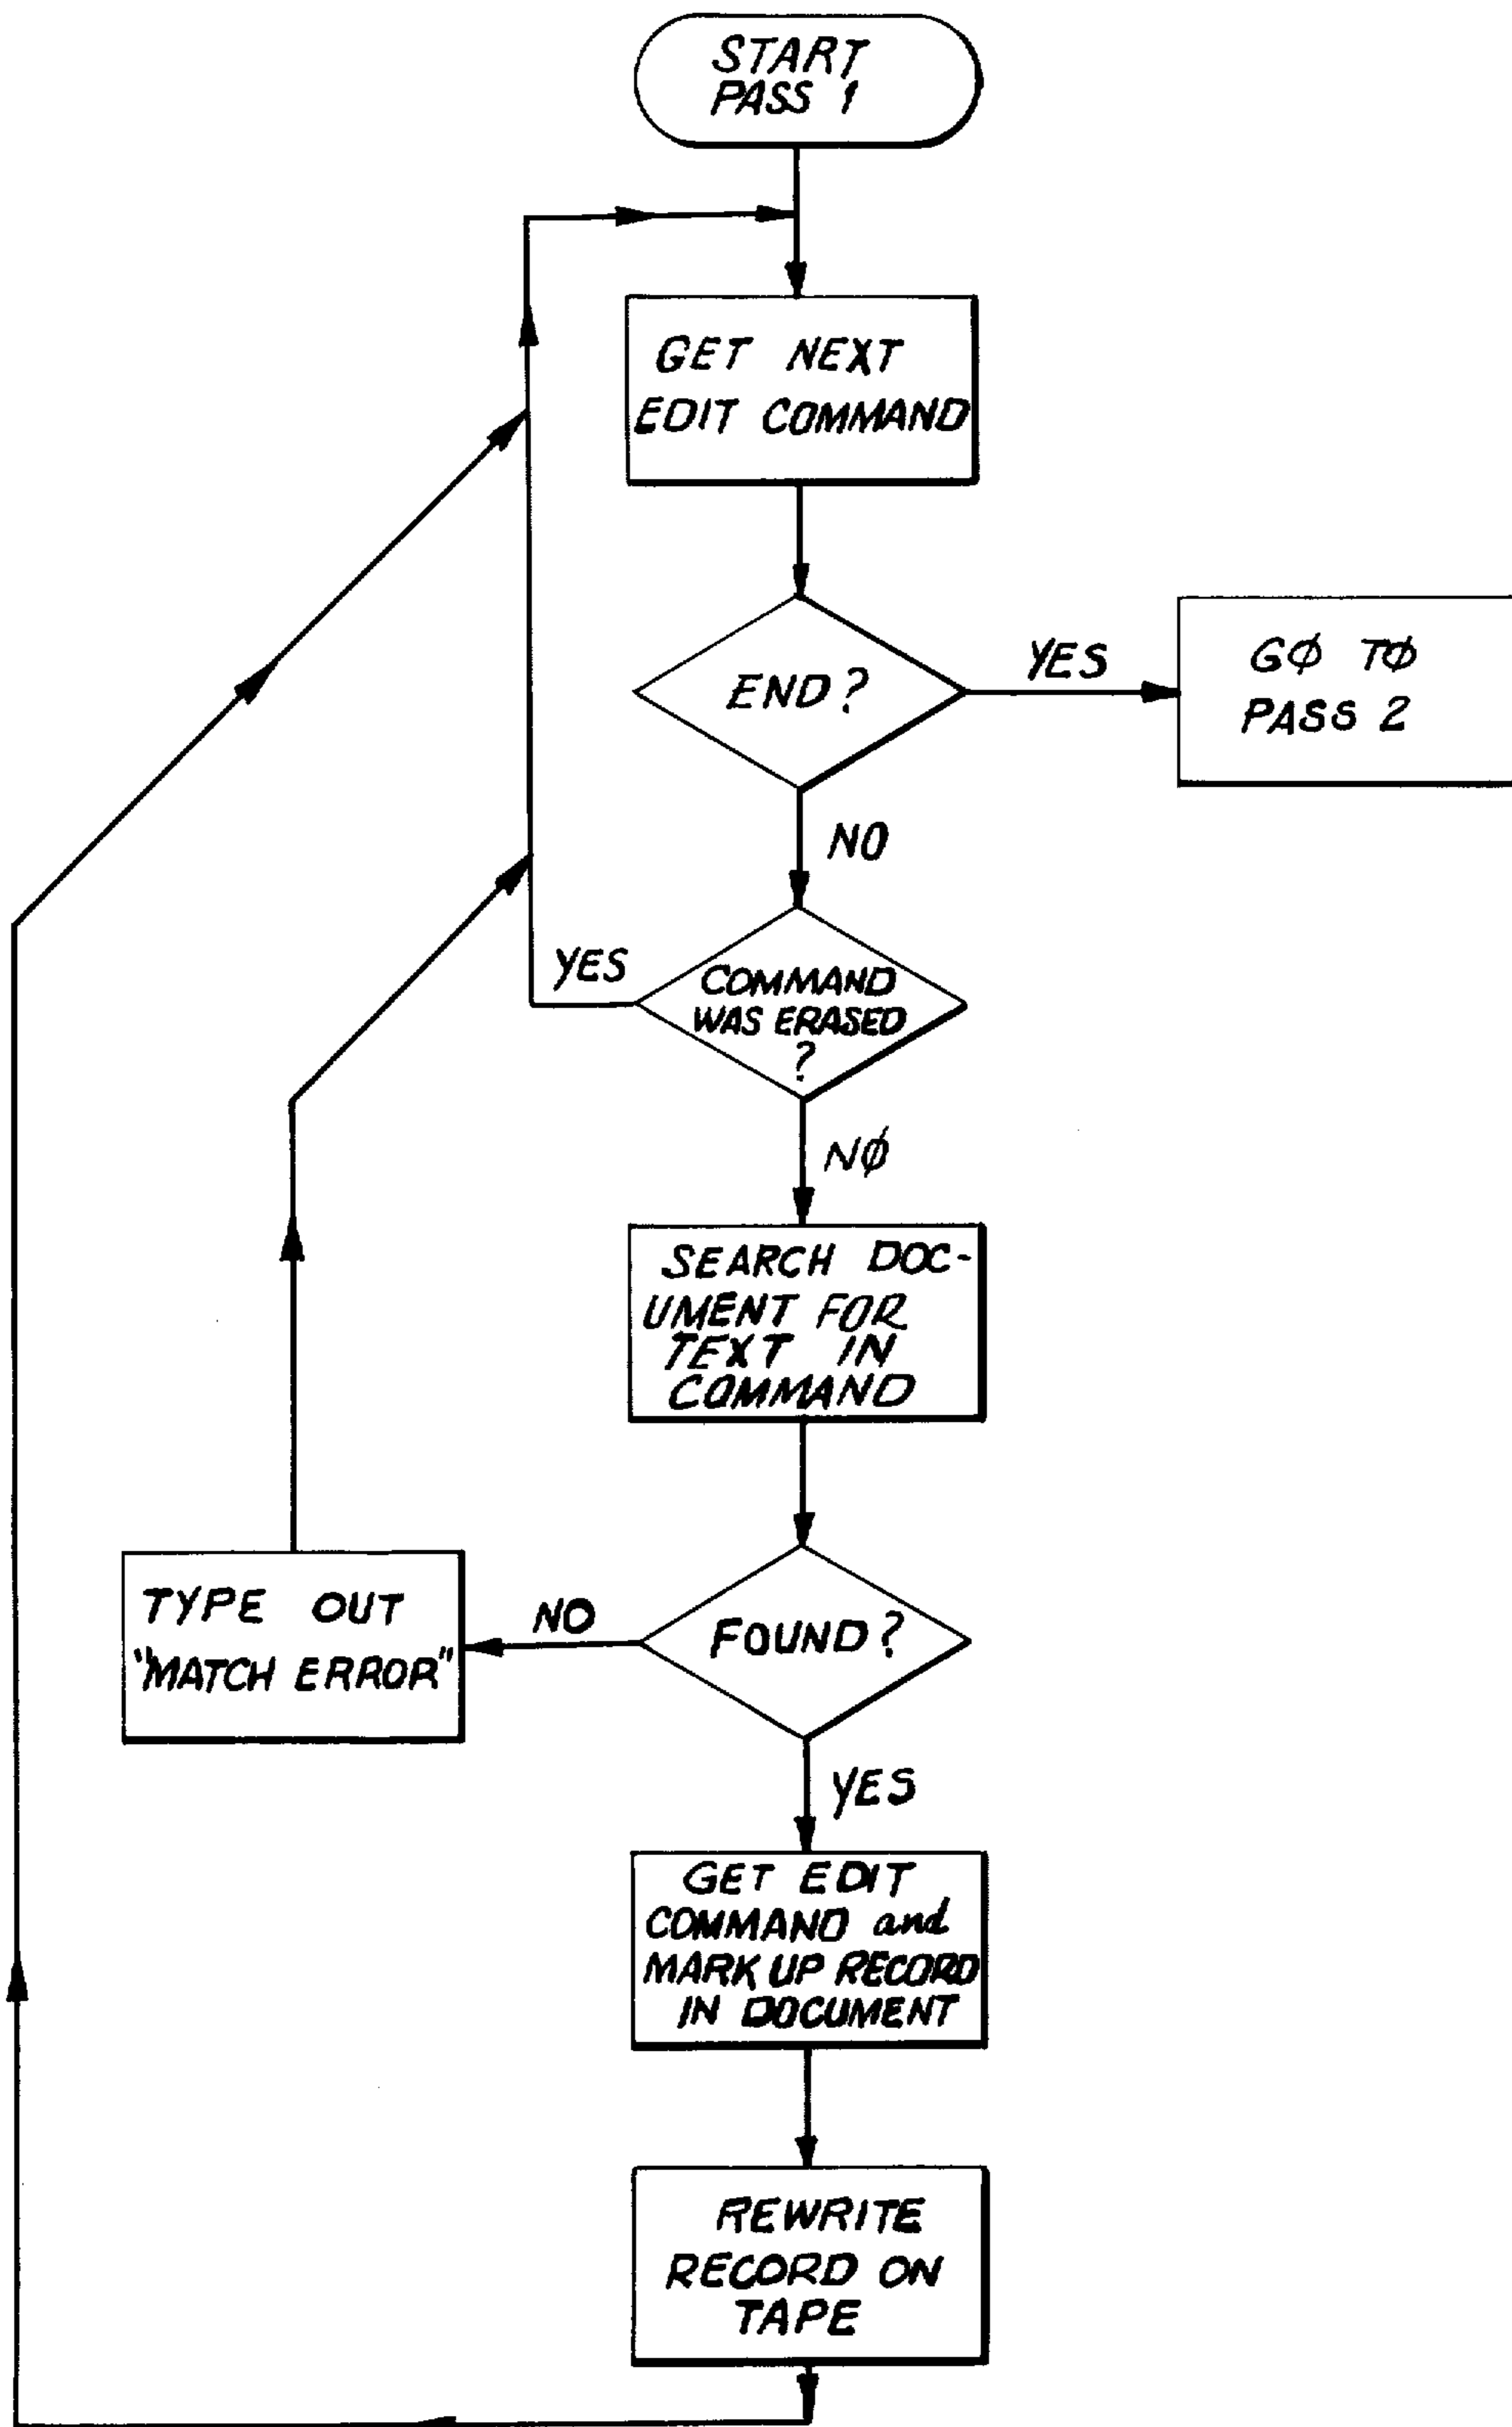 START
PASS 1
GET NEXT
EDIT COMMAND
END?
YES
GØ TØ
PASS 2
NO
COMMAND
WAS ERASED
?
YES
NØ
SEARCH DOC-
UMENT FOR
TEXT IN
COMMAND
FOUND?
NO
TYPE OUT
"MATCH ERROR"
YES
GET EDIT
COMMAND and
MARK UP RECORD
IN DOCUMENT
REWRITE
RECORD ON
TAPE